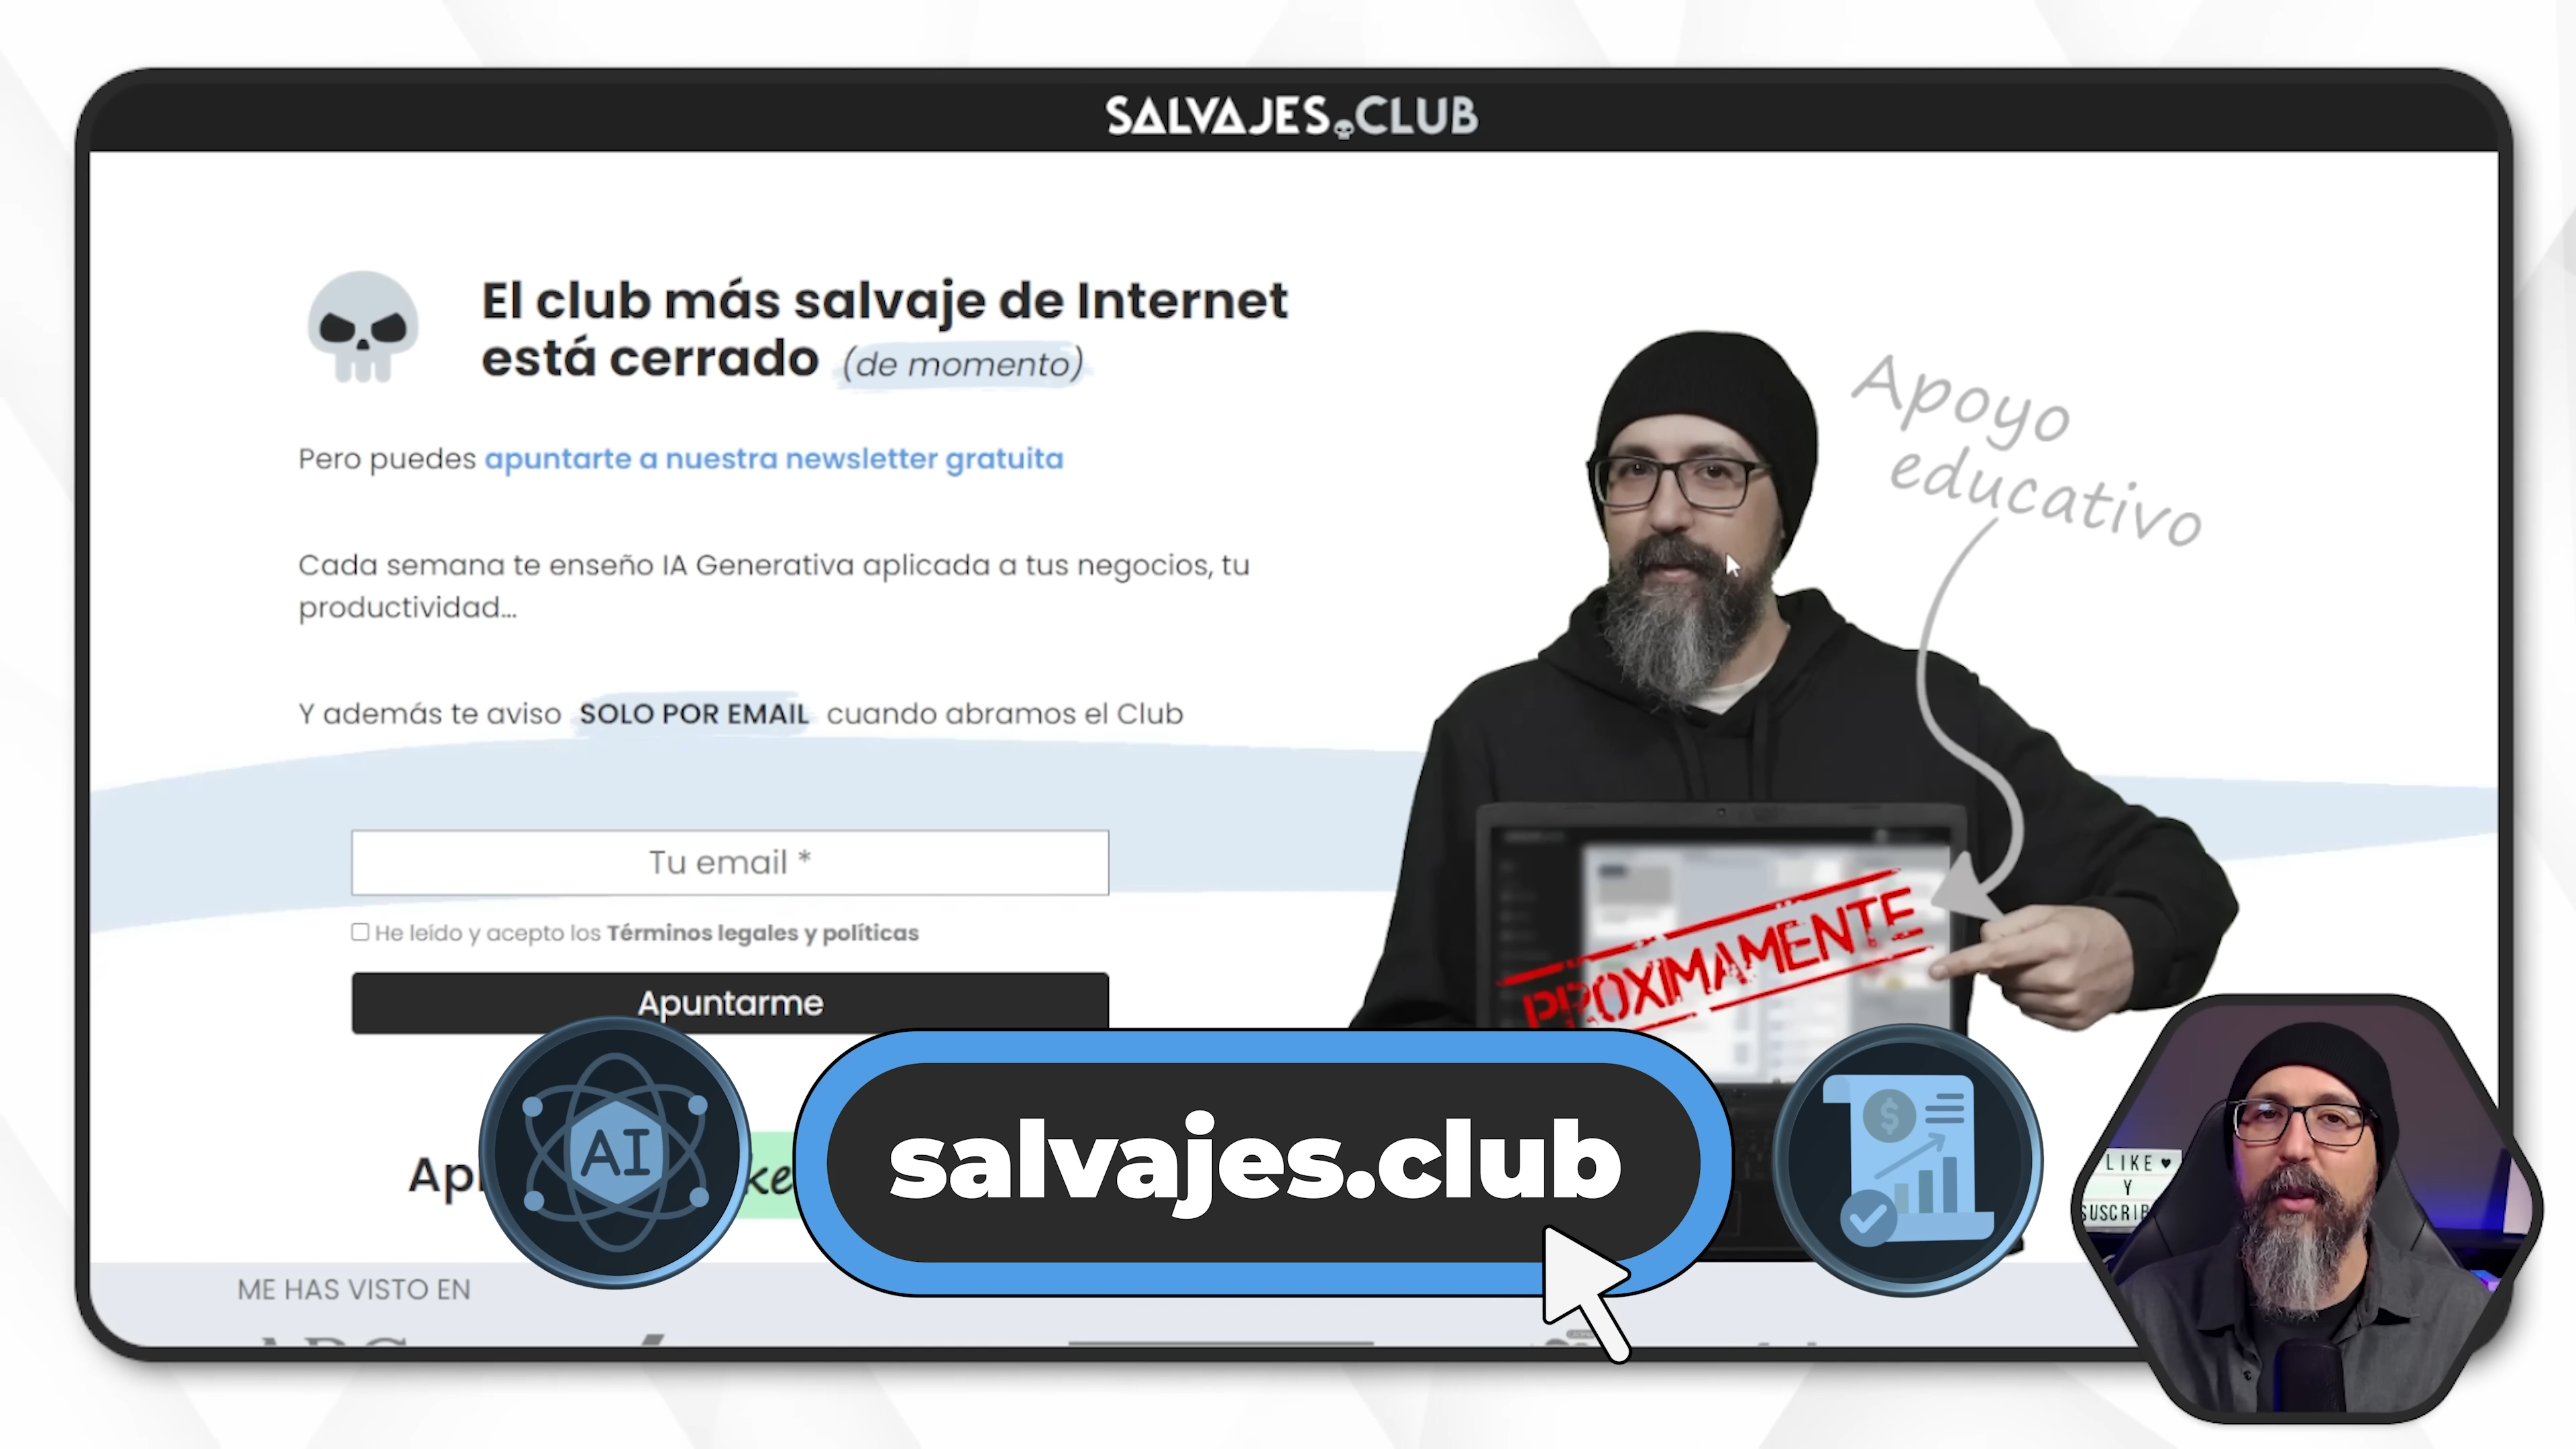 SALVAJES.CLUB
El club más salvaje de Internet
está cerrado (de momento)
Pero puedes apuntarte a nuestra newsletter gratuita
Cada semana te enseño IA Generativa aplicada a tus negocios, tu
productividad...
Y además te aviso SOLO POR EMAIL cuando abramos el Club
Tu email *
He leído y acepto los Términos legales y políticas
Apuntarme
Apoyo
educativo
PROXIMAMENTE
AI
salvajes.club
$
LIKE ♥
Y
ME HAS VISTO EN